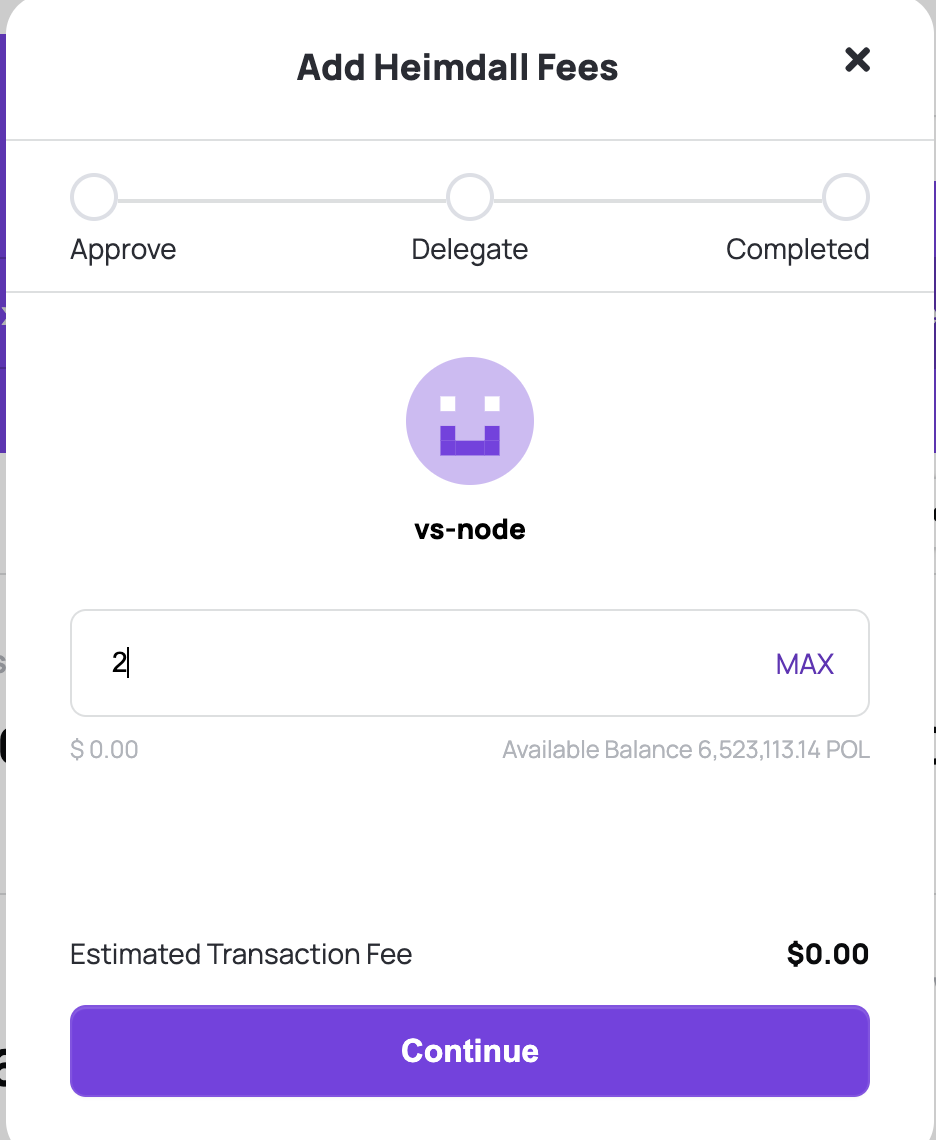 Add Heimdall Fees
Approve Delegate Completed
vs-node
2 MAX
$ 0.00 Available Balance 6,523,113.14 POL
Estimated Transaction Fee $0.00
Continue